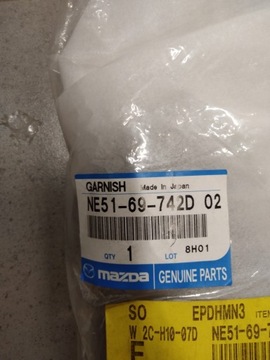 GARNISH Made in Japan
NE51-69-742D 02
QTY 1 LOT 8H01
mazda GENUINE PARTS
SO EPDHMN3 ITEM
W 2C-H10-07D NE51-69-7